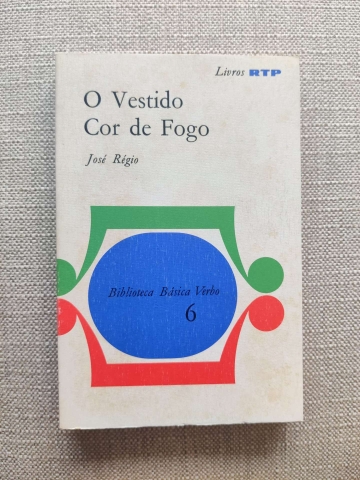 Livros RTP
O Vestido
Cor de Fogo
José Régio
Biblioteca Básica Verbo
6